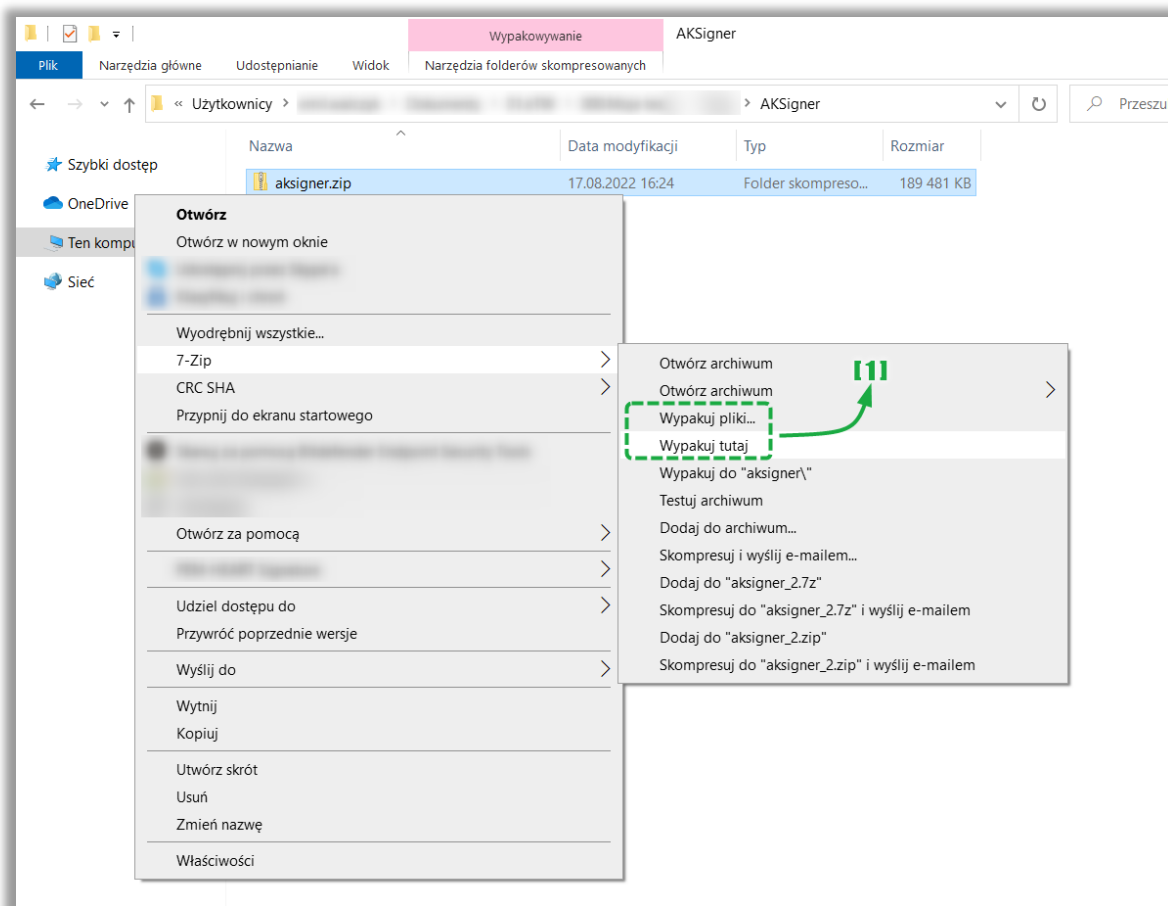 Wypakowywanie
AKSigner
Plik Narzędzia główne Udostępnianie Widok Narzędzia folderów skompresowanych
« Użytkownicy > > AKSigner Przeszu
Nazwa Data modyfikacji Typ Rozmiar
Szybki dostęp
aksigner.zip 17.08.2022 16:24 Folder skompreso... 189 481 KB
OneDrive
Ten kompu
Sieć
Otwórz
Otwórz w nowym oknie
Wyodrębnij wszystkie...
7-Zip
CRC SHA
Przypnij do ekranu startowego
Otwórz za pomocą
Udziel dostępu do
Przywróć poprzednie wersje
Wyślij do
Wytnij
Kopiuj
Utwórz skrót
Usuń
Zmień nazwę
Właściwości
Otwórz archiwum
[1]
Otwórz archiwum
Wypakuj pliki...
Wypakuj tutaj
Wypakuj do "aksigner\"
Testuj archiwum
Dodaj do archiwum...
Skompresuj i wyślij e-mailem...
Dodaj do "aksigner_2.7z"
Skompresuj do "aksigner_2.7z" i wyślij e-mailem
Dodaj do "aksigner_2.zip"
Skompresuj do "aksigner_2.zip" i wyślij e-mailem